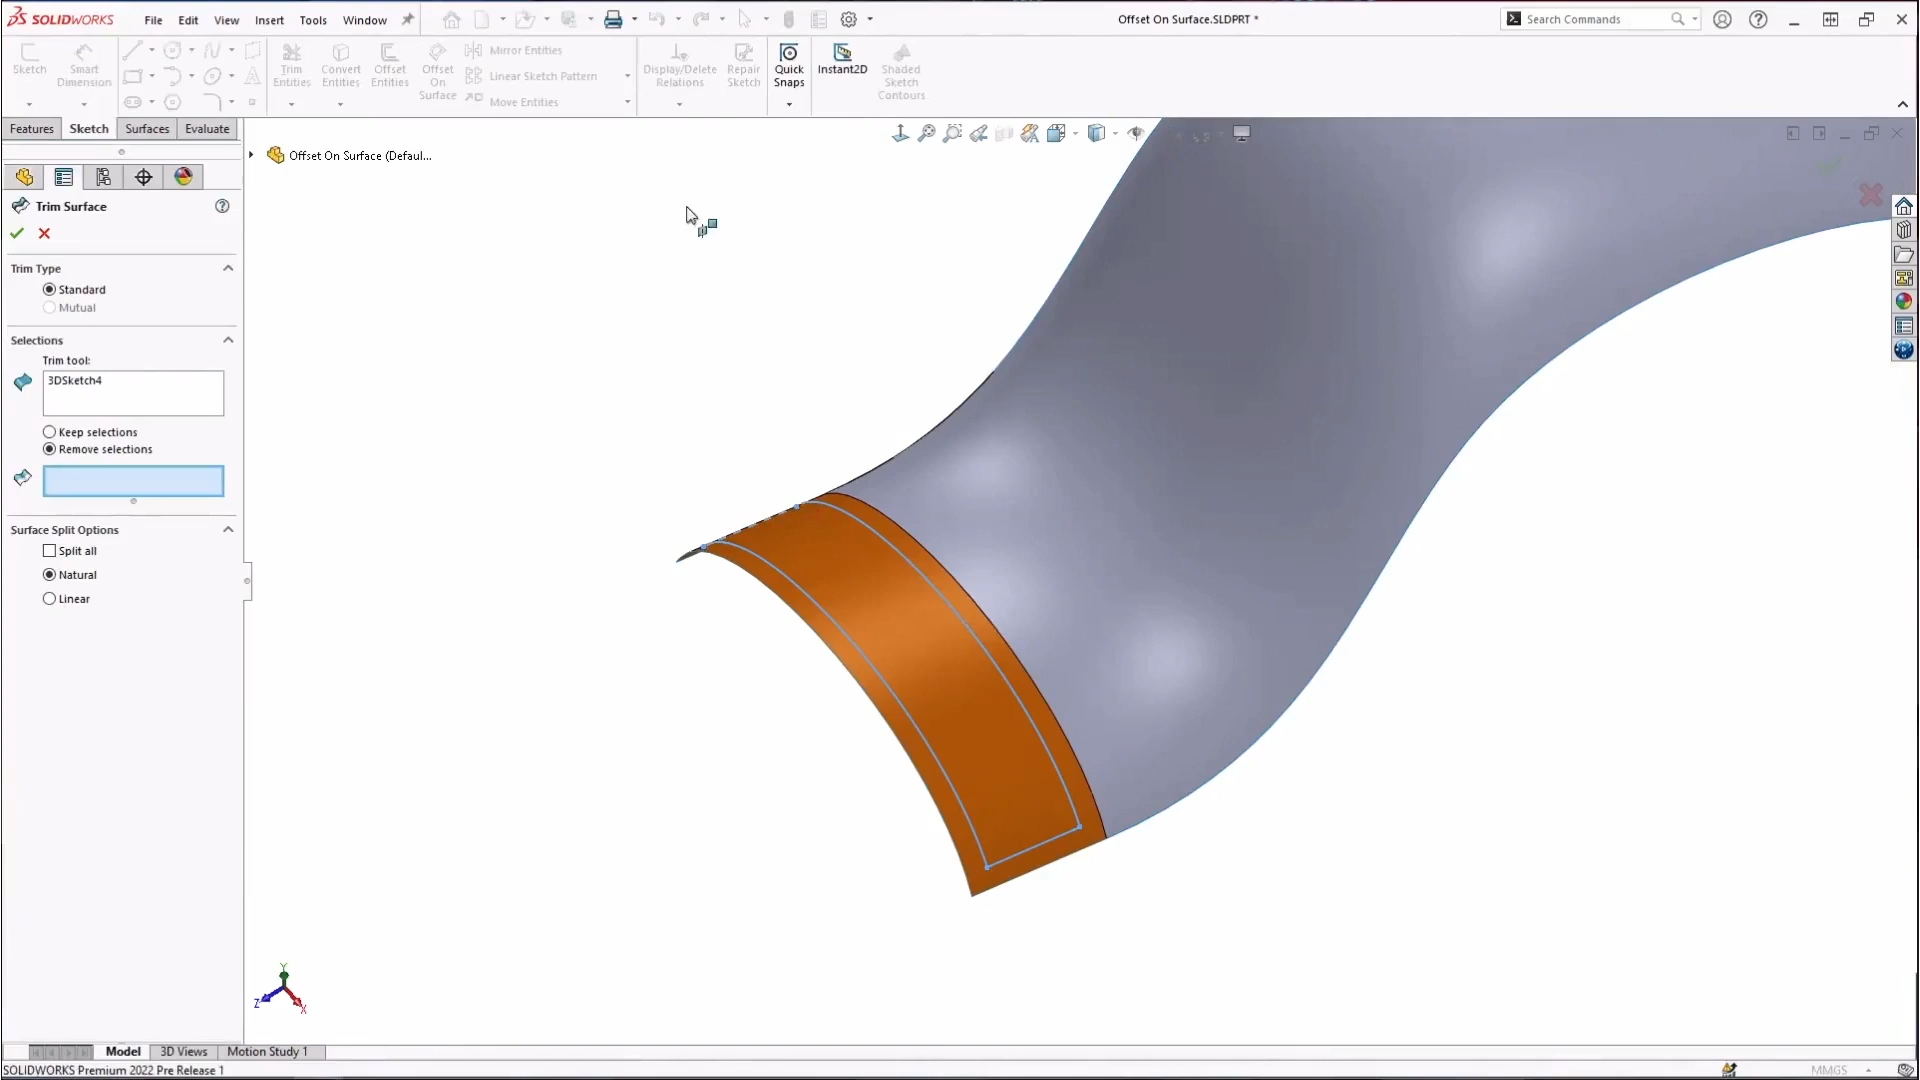 SOLIDWORKS File Edit View Insert Tools Window
Offset On Surface.SLDPRT *
Search Commands
Sketch
Smart Dimension
Trim Entities
Convert Entities
Offset Entities
Offset On Surface
Mirror Entities
Linear Sketch Pattern
Move Entities
Display/Delete Relations
Repair Sketch
Quick Snaps
Instant2D
Shaded Sketch Contours
Features Sketch Surfaces Evaluate
Offset On Surface (Defaul...
Trim Surface
Trim Type
Standard
Mutual
Selections
Trim tool:
3DSketch4
Keep selections
Remove selections
Surface Split Options
Split all
Natural
Linear
Y
Z
X
Model 3D Views Motion Study 1
SOLIDWORKS Premium 2022 Pre Release 1
MMGS